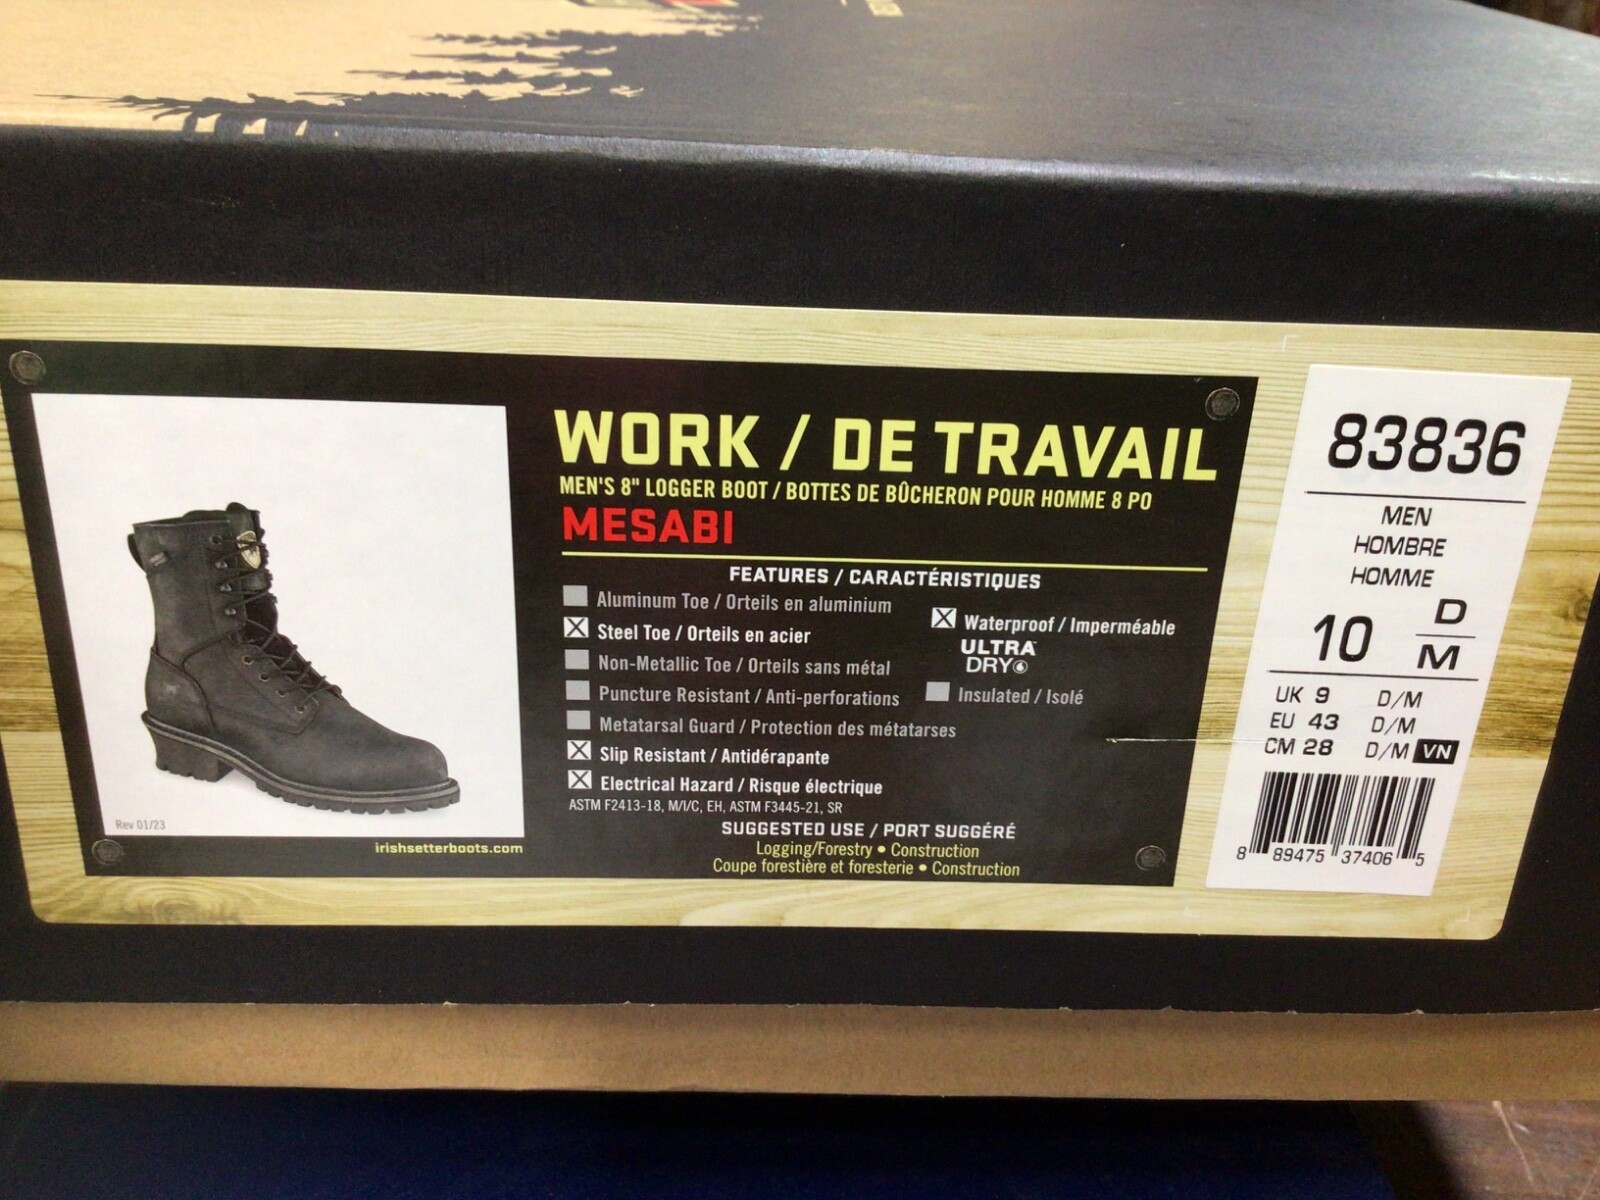 WORK / DE TRAVAIL
MEN'S 8" LOGGER BOOT / BOTTES DE BÛCHERON POUR HOMME 8 PO
MESABI
FEATURES / CARACTÉRISTIQUES
Aluminum Toe / Orteils en aluminium
Steel Toe / Orteils en acier
Non-Metallic Toe / Orteils sans métal
Puncture Resistant / Anti-perforations
Metatarsal Guard / Protection des métatarses
Slip Resistant / Antidérapante
Electrical Hazard / Risque électrique
ASTM F2413-18, M/I/C, EH, ASTM F3445-21, SR
Waterproof / Imperméable
ULTRA
DRY
Insulated / Isolé
SUGGESTED USE / PORT SUGGÉRÉ
Logging/Forestry • Construction
Coupe forestière et foresterie • Construction
Rev 01/23
irishsetterboots.com
83836
MEN
HOMBRE
HOMME
10 D
M
UK 9 D/M
EU 43 D/M
CM 28 D/M VN
8 89475 37406 5